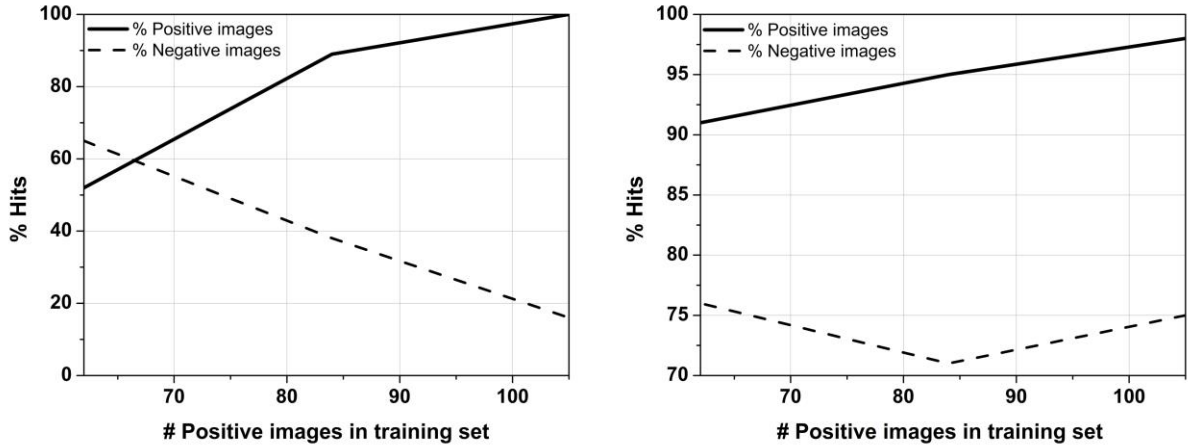 100
80
60
40
20
0
% Hits
% Positive images
% Negative images
70 80 90 100
# Positive images in training set
100
95
90
85
80
75
70
% Hits
% Positive images
% Negative images
70 80 90 100
# Positive images in training set